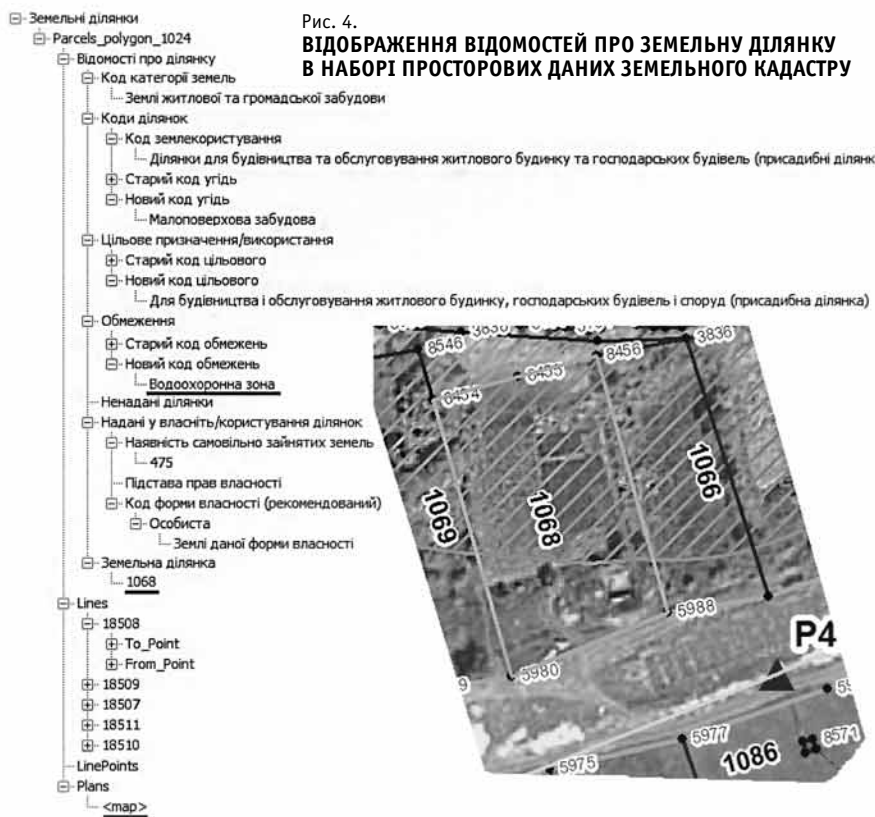 Рис. 4.
ВІДОБРАЖЕННЯ ВІДОМОСТЕЙ ПРО ЗЕМЕЛЬНУ ДІЛЯНКУ
В НАБОРІ ПРОСТОРОВИХ ДАНИХ ЗЕМЕЛЬНОГО КАДАСТРУ
Земельні ділянки
Parcels_polygon_1024
Відомості про ділянку
Код категорії земель
Землі житлової та громадської забудови
Коди ділянок
Код землекористування
Ділянки для будівництва та обслуговування житлового будинку та господарських будівель (присадибні ділянк
Старий код угідь
Новий код угідь
Малоповерхова забудова
Цільове призначення/використання
Старий код цільового
Новий код цільового
Для будівництва і обслуговування житлового будинку, господарських будівель і споруд (присадибна ділянка)
Обмеження
Старий код обмежень
Новий код обмежень
Водоохоронна зона
Ненадані ділянки
Надані у власніть/користування ділянок
Наявність самовільно зайнятих земель
475
Підстава прав власності
Код форми власності (рекомендований)
Особиста
Землі даної форми власності
Земельна ділянка
1068
Lines
18508
To_Point
From_Point
18509
18507
18511
18510
LinePoints
Plans
<map>
8546
3836
8456
3836
8454
8455
1069
1068
1066
5988
P4
5980
9
5977
8571
1086
5975